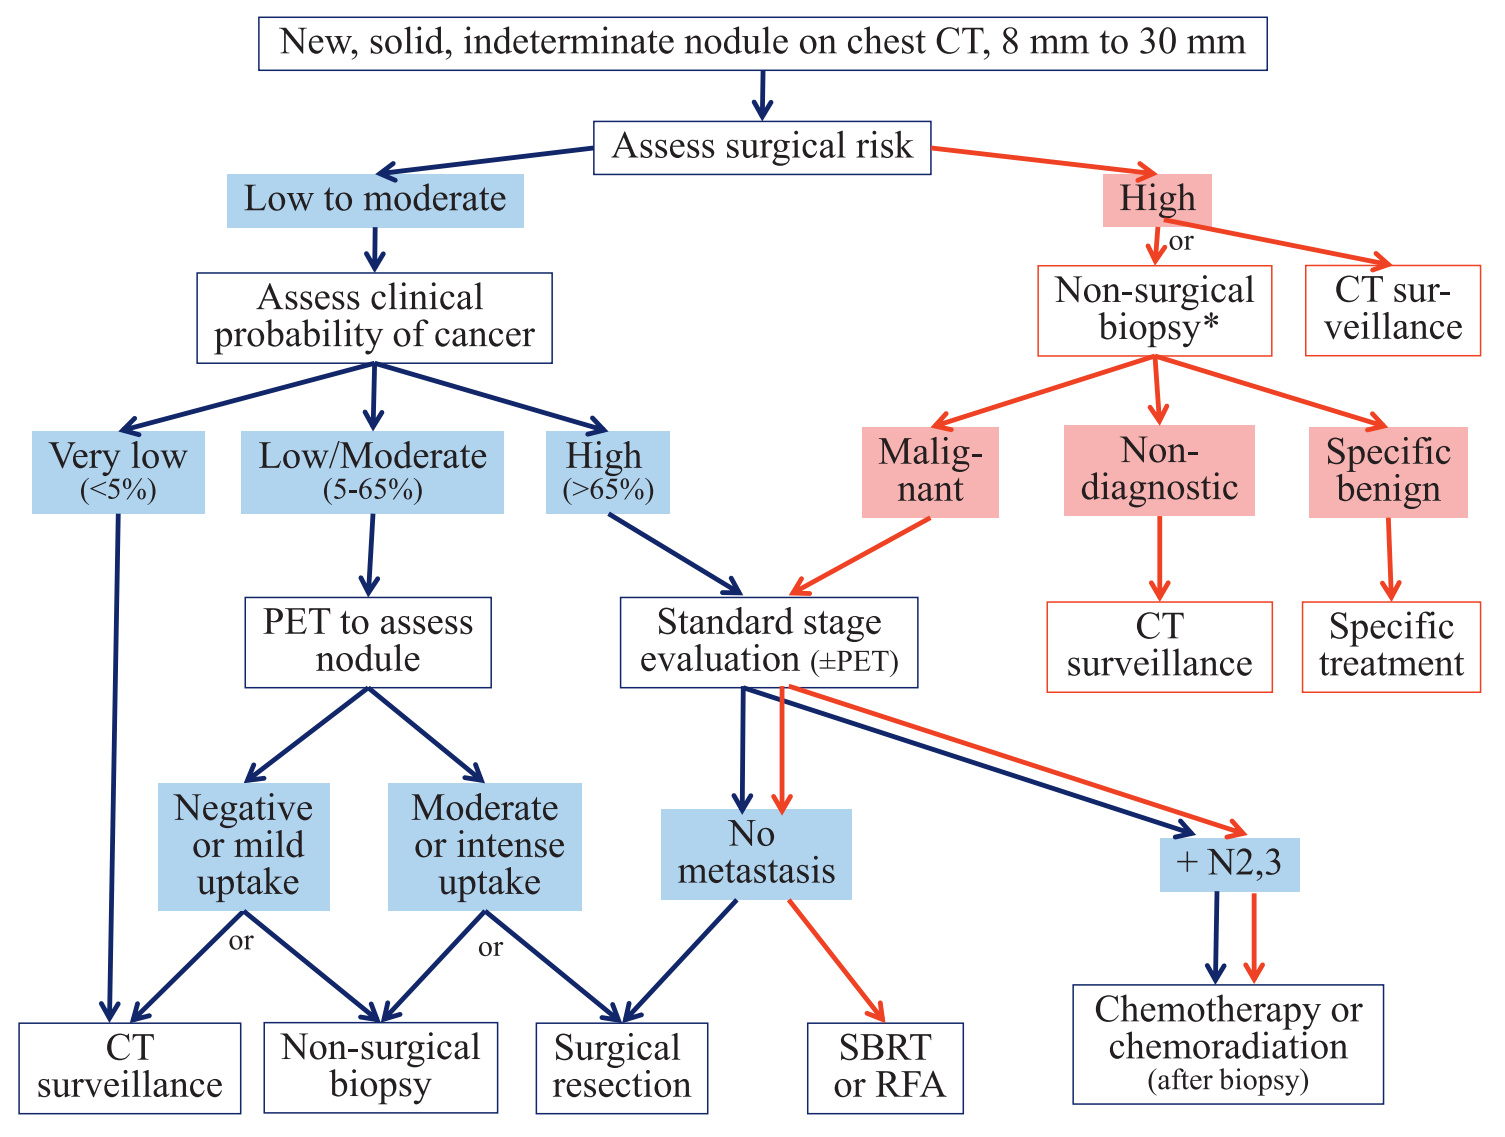 New, solid, indeterminate nodule on chest CT, 8 mm to 30 mm
Assess surgical risk
Low to moderate
High
or
Assess clinical
probability of cancer
Non-surgical
biopsy*
CT sur-
veillance
Very low
(<5%)
Low/Moderate
(5-65%)
High
(>65%)
Malig-
nant
Non-
diagnostic
Specific
benign
PET to assess
nodule
Standard stage
evaluation (±PET)
CT
surveillance
Specific
treatment
Negative
or mild
uptake
Moderate
or intense
uptake
No
metastasis
+ N2,3
or
or
CT
surveillance
Non-surgical
biopsy
Surgical
resection
SBRT
or RFA
Chemotherapy or
chemoradiation
(after biopsy)